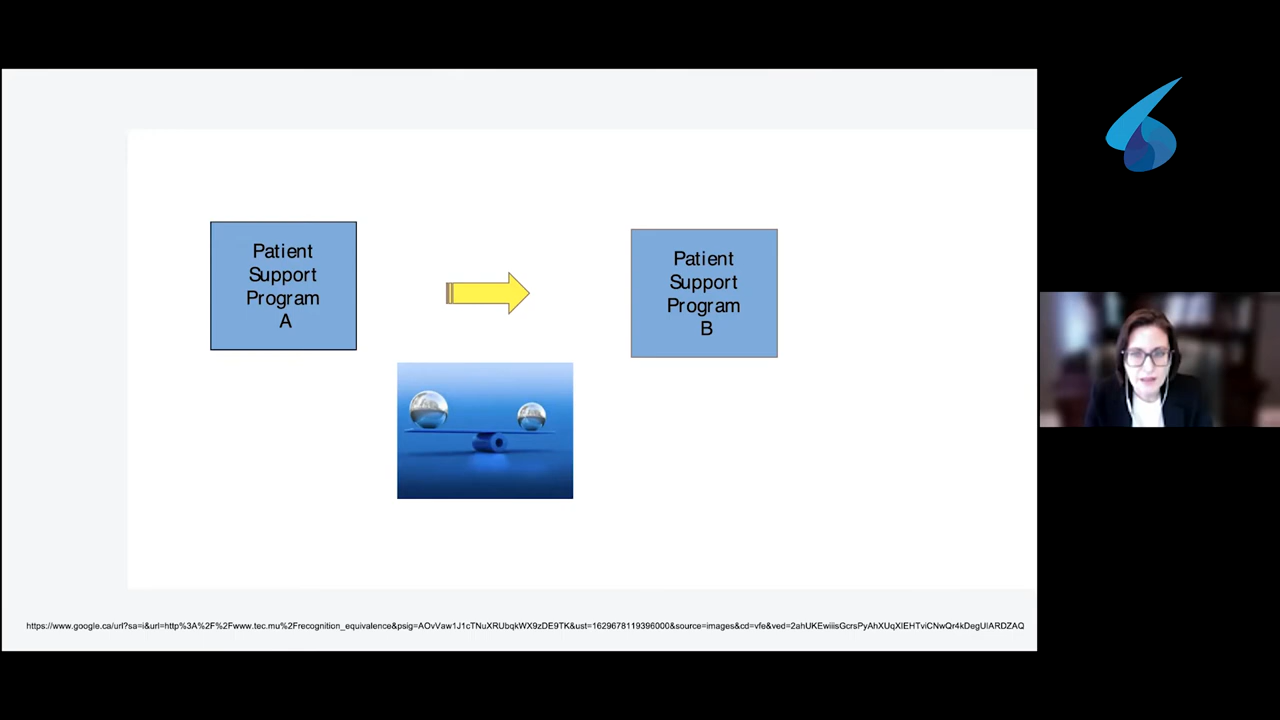 Patient
Support
Program
A
Patient
Support
Program
B
https://www.google.ca/url?sa=i&url=http%3A%2F%2Fwww.tec.mu%2Frecognition_equivalence&psig=AOvVaw1J1cTNuXRUbqkWX9zDE9TK&ust=1629678119396000&source=images&cd=vfe&ved=2ahUKEwiiisGcrsPyAhXUqXIEHTviCNwQr4kDegUIARDZAQ